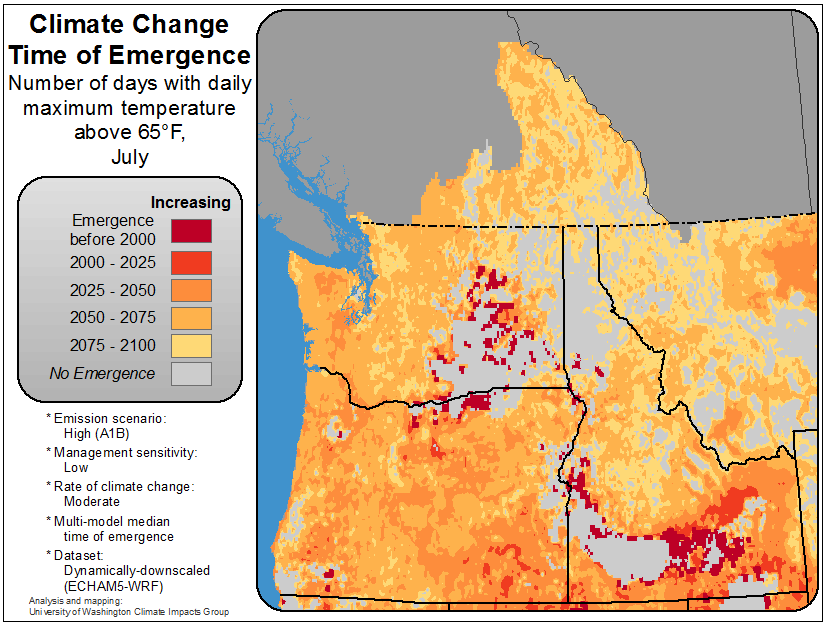 Climate Change
Time of Emergence
Number of days with daily
maximum temperature
above 65°F,
July
Increasing
Emergence
before 2000
2000 - 2025
2025 - 2050
2050 - 2075
2075 - 2100
No Emergence
* Emission scenario:
High (A1B)
* Management sensitivity:
Low
* Rate of climate change:
Moderate
* Multi-model median
time of emergence
* Dataset:
Dynamically-downscaled
(ECHAM5-WRF)
Analysis and mapping:
University of Washington Climate Impacts Group